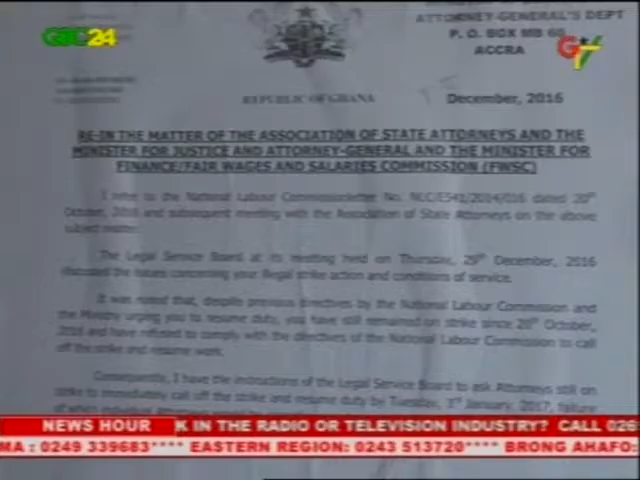 GBC24
ATTORNEY-GENERAL'S DEPT
P. O. BOX MB 60
ACCRA
REPUBLIC OF GHANA
December, 2016
RE-IN THE MATTER OF THE ASSOCIATION OF STATE ATTORNEYS AND THE
MINISTER FOR JUSTICE AND ATTORNEY-GENERAL AND THE MINISTER FOR
FINANCE/FAIR WAGES AND SALARIES COMMISSION (FWSC)
I refer to the National Labour Commission letter No. dated 20th
October, 2016 and subsequent meeting with the Association of State Attorneys on the above
subject matter.
The Legal Service Board at its meeting held on Thursday, 29th December, 2016
discussed the issues concerning your illegal strike action and conditions of service.
It was noted that, despite previous directives by the National Labour Commission and
the Ministry urging you to resume duty, you have still remained on strike since 20th October,
2016 and have refused to comply with the directives of the National Labour Commission to call
off the strike and resume work.
Consequently, I have the instructions of the Legal Service Board to ask Attorneys still on
strike to immediately call off the strike and resume duty by Tuesday, 3rd January, 2017, failure
NEWS HOUR K IN THE RADIO OR TELEVISION INDUSTRY? CALL 026
MA : 0249 339683**** EASTERN REGION: 0243 513720**** BRONG AHAFO: